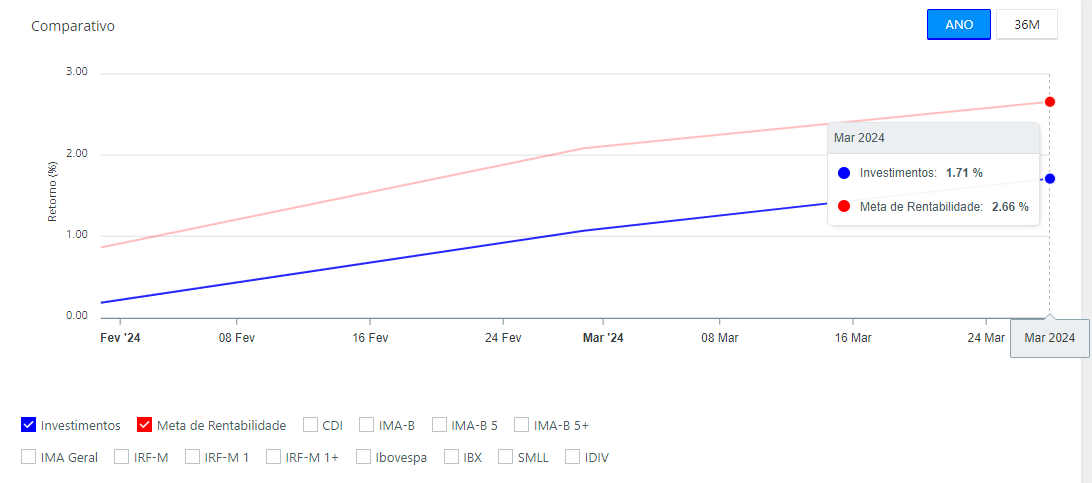 Comparativo
ANO
36M
3.00
2.00
1.00
0.00
Retorno (%)
Mar 2024
Investimentos: 1.71 %
Meta de Rentabilidade: 2.66 %
Fev '24
08 Fev
16 Fev
24 Fev
Mar '24
08 Mar
16 Mar
24 Mar
Mar 2024
Investimentos Meta de Rentabilidade CDI IMA-B IMA-B 5 IMA-B 5+
IMA Geral IRF-M IRF-M 1 IRF-M 1+ Ibovespa IBX SMLL IDIV